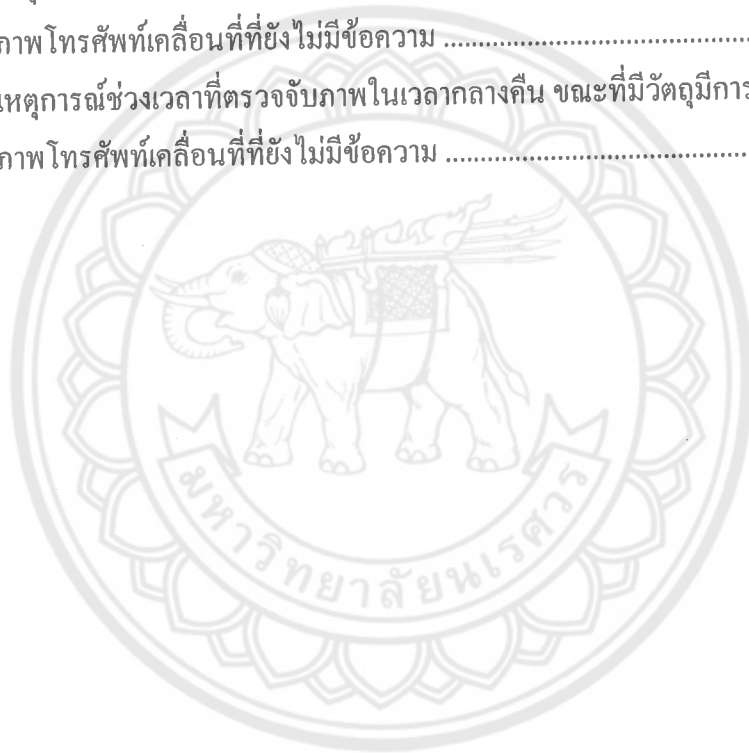 ภาพโทรศัพท์เคลื่อนที่ที่ยังไม่มีข้อความ ..........................................
เหตุการณ์ช่วงเวลาที่ตรวจจับภาพในเวลากลางคืน ขณะที่มีวัตถุมีการ
ภาพโทรศัพท์เคลื่อนที่ที่ยังไม่มีข้อความ ..........................................
มหาวิทยาลัยนเรศวร